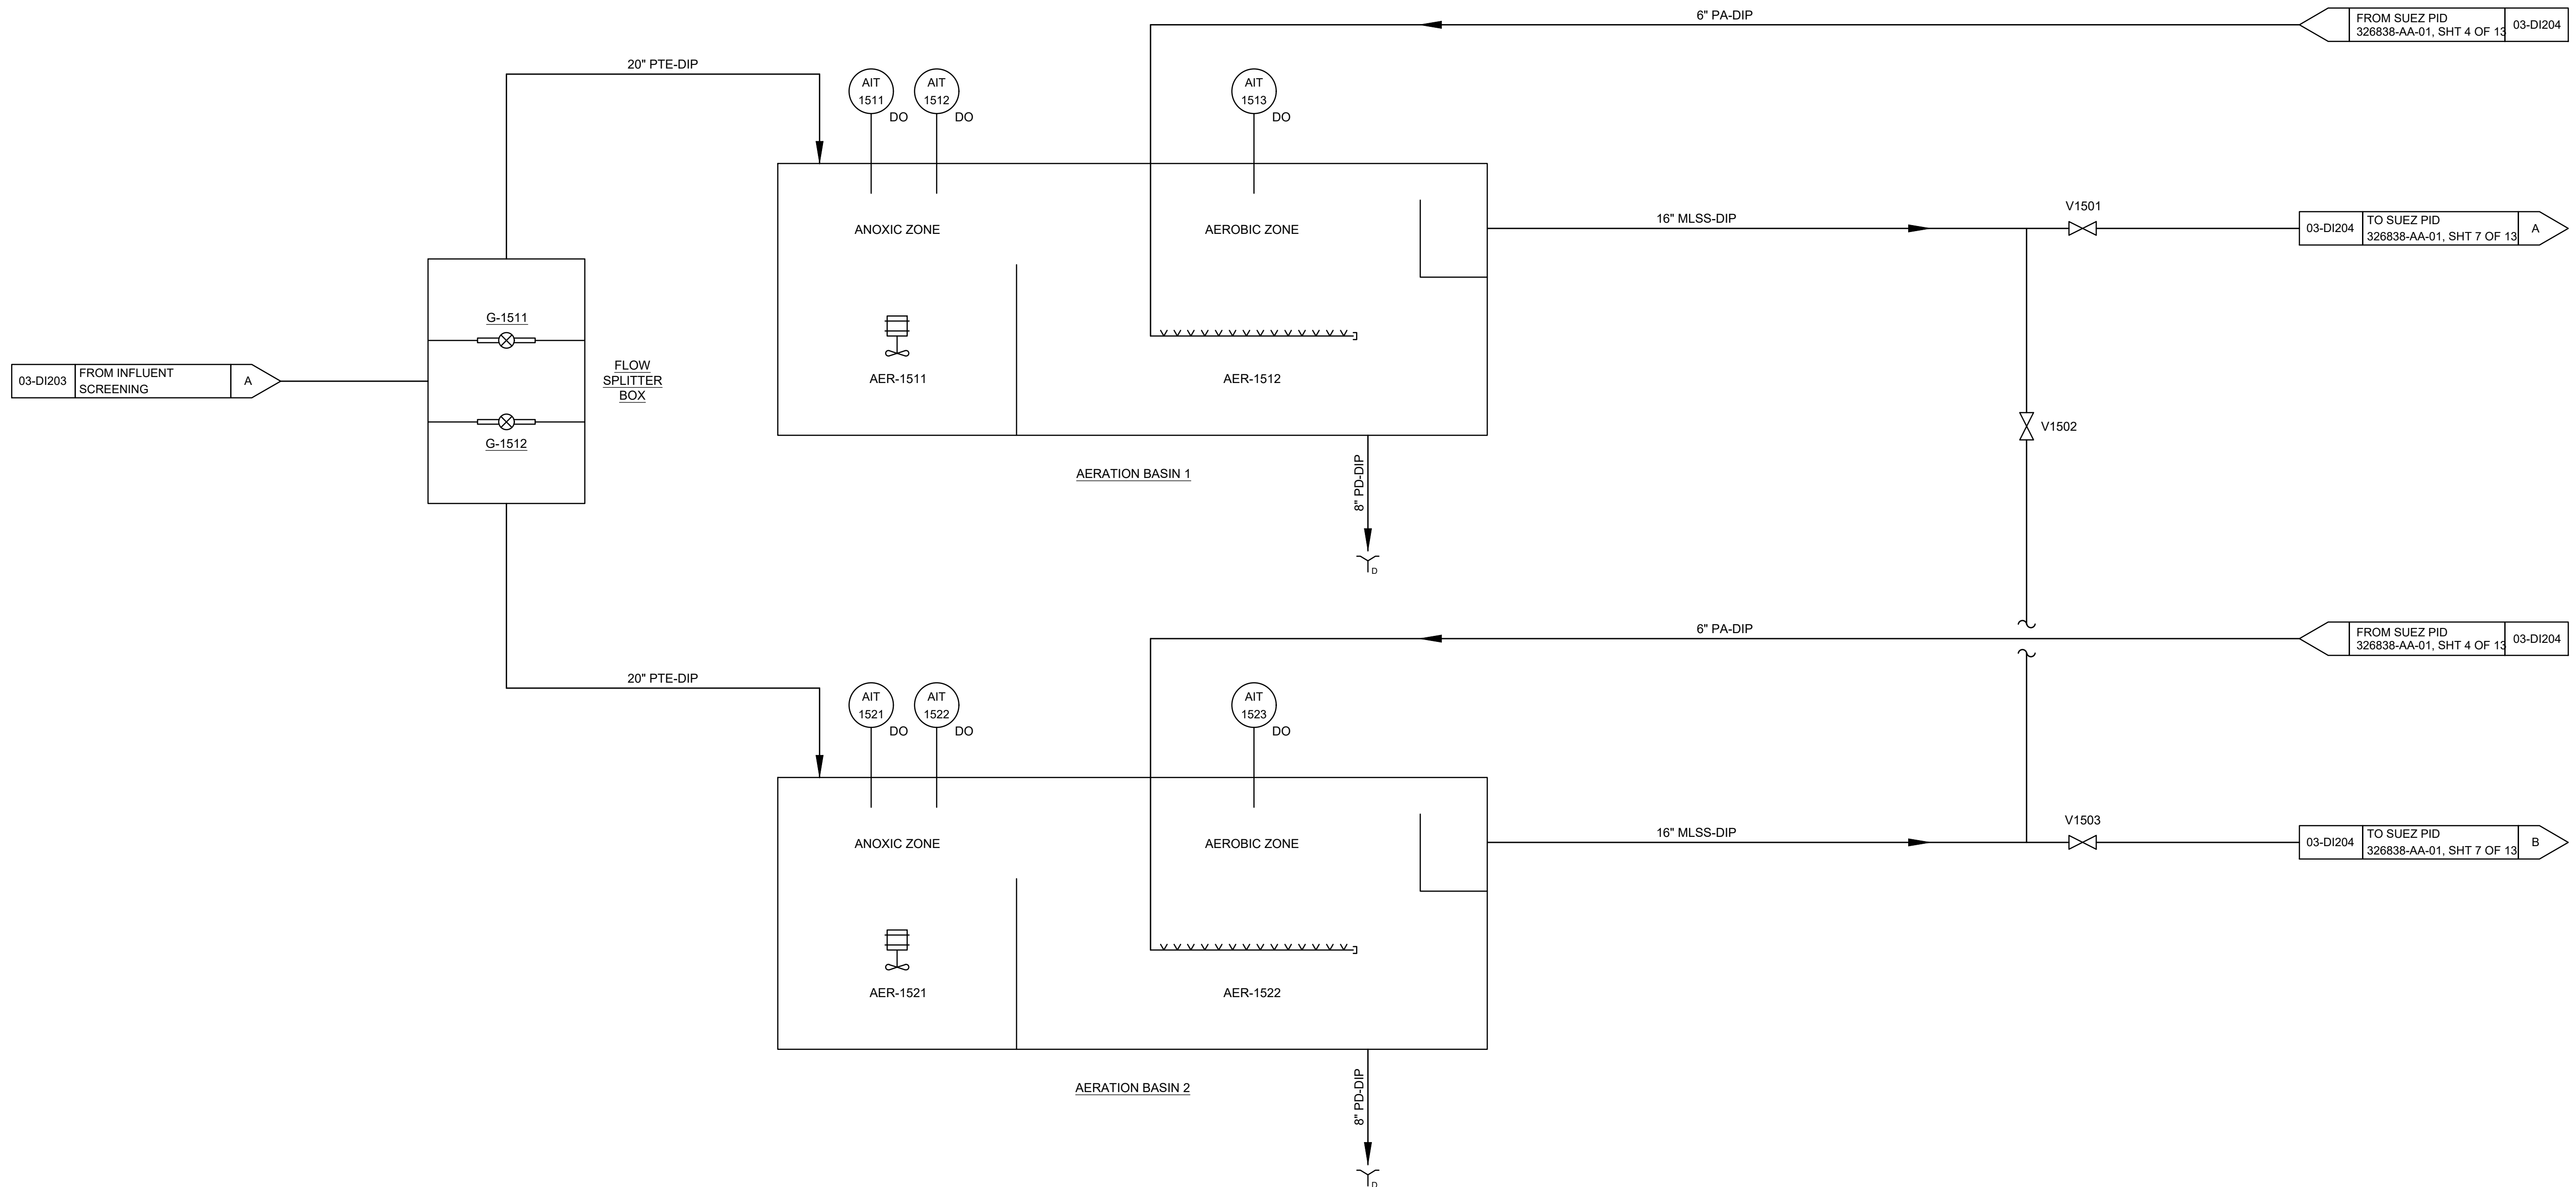 6" PA-DIP
FROM SUEZ PID
326838-AA-01, SHT 4 OF 13
03-DI204
20" PTE-DIP
AIT
1511
DO
AIT
1512
DO
AIT
1513
DO
ANOXIC ZONE
AEROBIC ZONE
16" MLSS-DIP
V1501
03-DI204
TO SUEZ PID
326838-AA-01, SHT 7 OF 13
A
G-1511
FLOW
SPLITTER
BOX
03-DI203
FROM INFLUENT
SCREENING
A
G-1512
AER-1511
AER-1512
V1502
AERATION BASIN 1
8" PD-DIP
D
6" PA-DIP
FROM SUEZ PID
326838-AA-01, SHT 4 OF 13
03-DI204
20" PTE-DIP
AIT
1521
DO
AIT
1522
DO
AIT
1523
DO
ANOXIC ZONE
AEROBIC ZONE
16" MLSS-DIP
V1503
03-DI204
TO SUEZ PID
326838-AA-01, SHT 7 OF 13
B
AER-1521
AER-1522
AERATION BASIN 2
8" PD-DIP
D